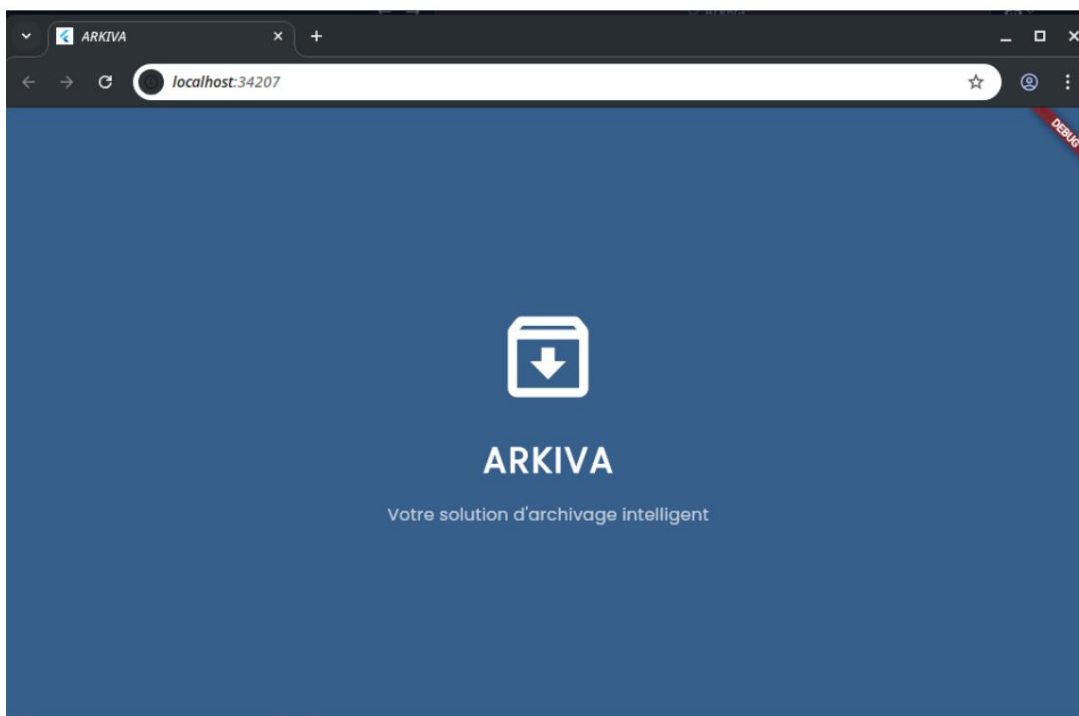 ARKIVA
localhost:34207
DEBUG
ARKIVA
Votre solution d'archivage intelligent